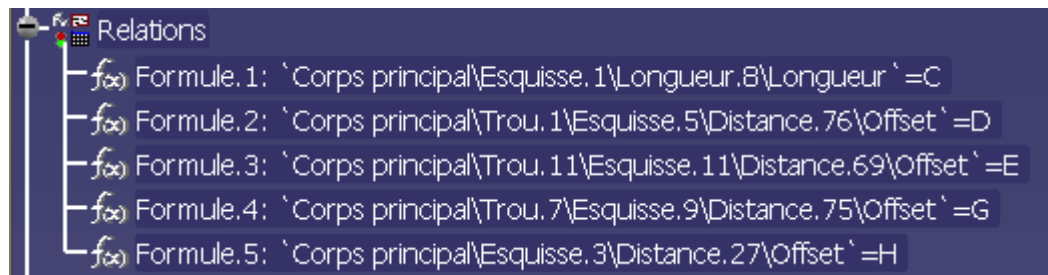 Relations
Formule.1: `Corps principal\Esquisse.1\Longueur.8\Longueur`=C
Formule.2: `Corps principal\Trou.1\Esquisse.5\Distance.76\Offset`=D
Formule.3: `Corps principal\Trou.11\Esquisse.11\Distance.69\Offset`=E
Formule.4: `Corps principal\Trou.7\Esquisse.9\Distance.75\Offset`=G
Formule.5: `Corps principal\Esquisse.3\Distance.27\Offset`=H